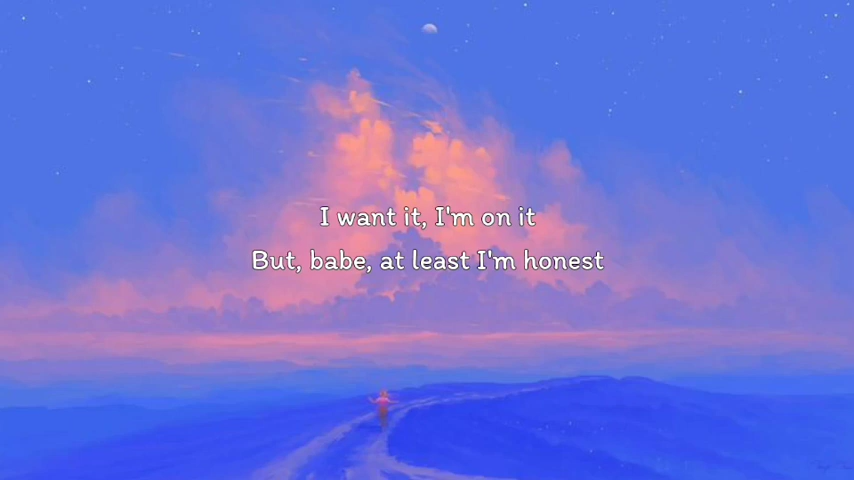 I want it, I'm on it
But, babe, at least I'm honest